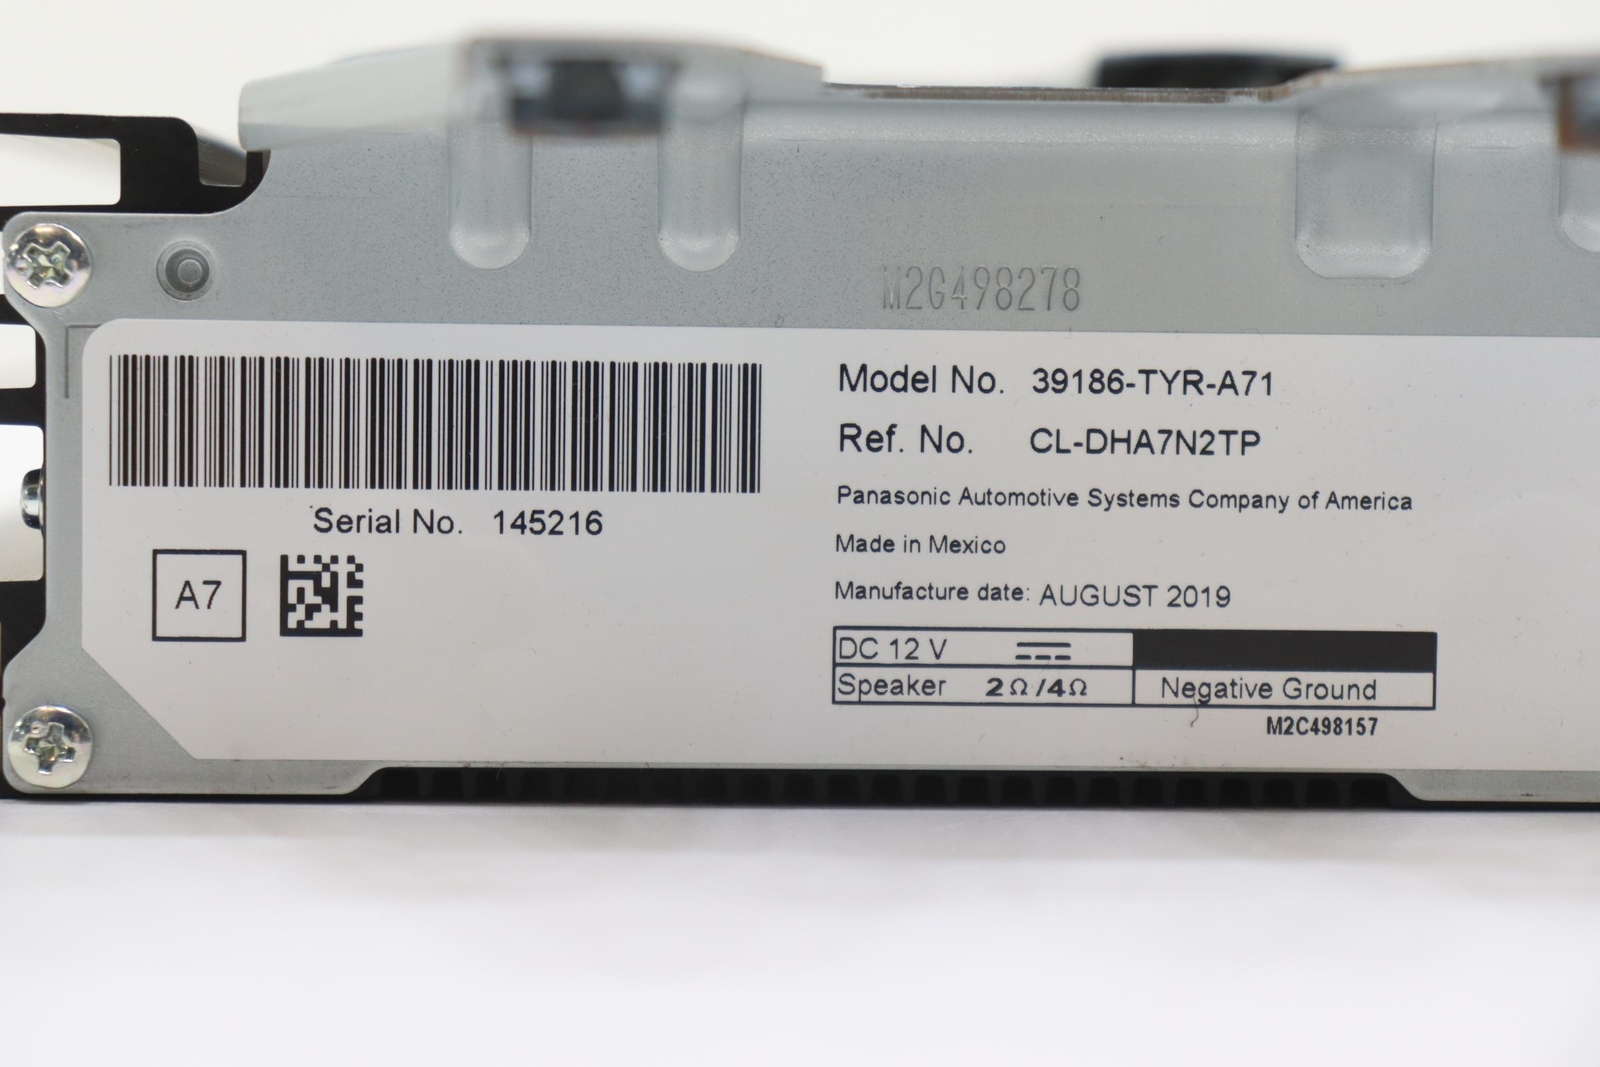 M2G498278
Model No. 39186-TYR-A71
Ref. No. CL-DHA7N2TP
Panasonic Automotive Systems Company of America
Made in Mexico
Manufacture date: AUGUST 2019
Serial No. 145216
A7
DC 12 V
Speaker 2Ω/4Ω Negative Ground
M2C498157